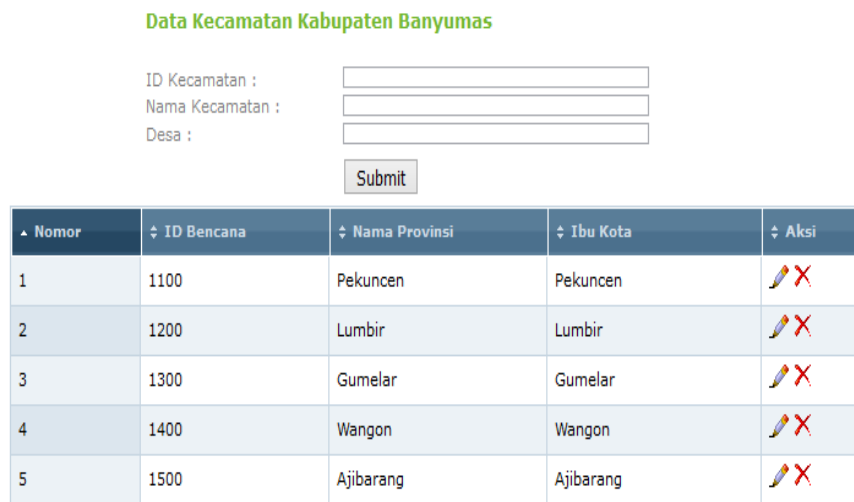 Data Kecamatan Kabupaten Banyumas
ID Kecamatan :
Nama Kecamatan :
Desa :
Submit
Nomor ID Bencana Nama Provinsi Ibu Kota Aksi
1 1100 Pekuncen Pekuncen
2 1200 Lumbir Lumbir
3 1300 Gumelar Gumelar
4 1400 Wangon Wangon
5 1500 Ajibarang Ajibarang